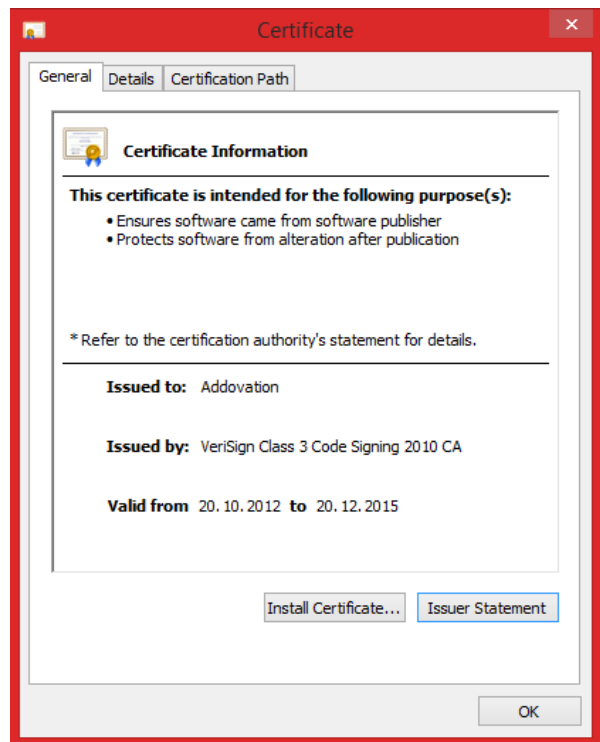 Certificate
General Details Certification Path
Certificate Information
This certificate is intended for the following purpose(s):
• Ensures software came from software publisher
• Protects software from alteration after publication
* Refer to the certification authority's statement for details.
Issued to: Addovation
Issued by: VeriSign Class 3 Code Signing 2010 CA
Valid from 20. 10. 2012 to 20. 12. 2015
Install Certificate... Issuer Statement
OK